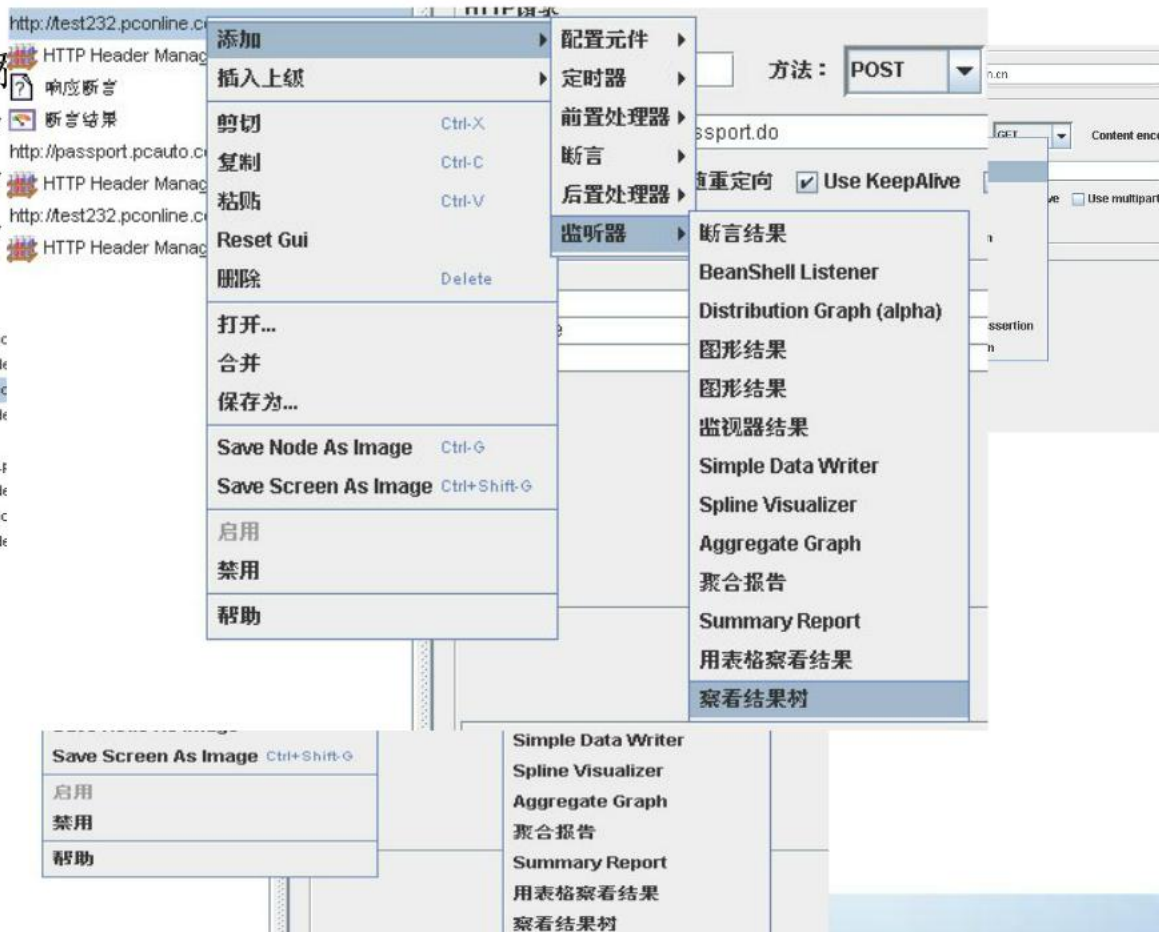 HTTP请求
http://test232.pconline.c
HTTP Header Manag
响应断言
断言结果
http://passport.pcauto.c
HTTP Header Manag
http://test232.pconline.c
HTTP Header Manag
添加
插入上级
剪切 Ctrl-X
复制 Ctrl-C
粘贴 Ctrl-V
Reset Gui
删除 Delete
打开...
合并
保存为...
Save Node As Image Ctrl-G
Save Screen As Image Ctrl+Shift-G
启用
禁用
帮助
配置元件
定时器
前置处理器
断言
后置处理器
监听器
方法： POST
ssport.do
重定向 Use KeepAlive
断言结果
BeanShell Listener
Distribution Graph (alpha)
图形结果
图形结果
监视器结果
Simple Data Writer
Spline Visualizer
Aggregate Graph
聚合报告
Summary Report
用表格察看结果
察看结果树
n.cn
GET Content enc
Use multipart
ssertion
Save Screen As Image Ctrl+Shift-G
启用
禁用
帮助
Simple Data Writer
Spline Visualizer
Aggregate Graph
聚合报告
Summary Report
用表格察看结果
察看结果树